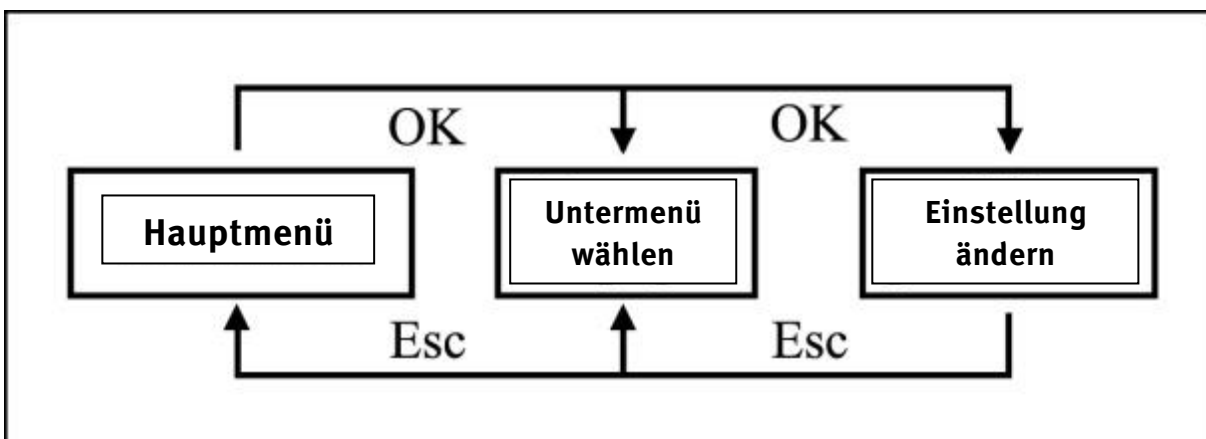 OK
OK
Hauptmenü
Untermenü
wählen
Einstellung
ändern
Esc
Esc